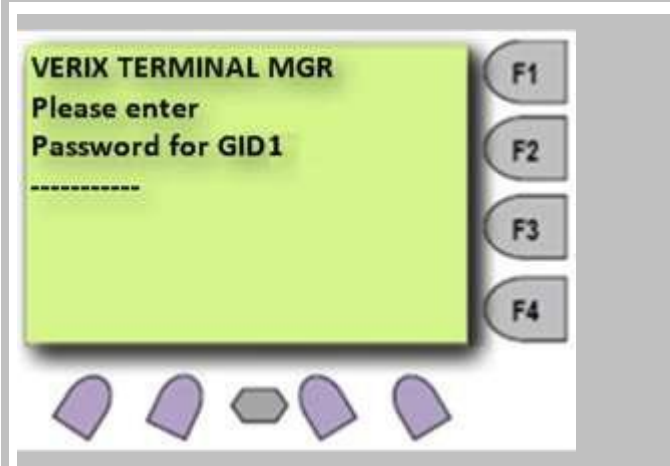 VERIX TERMINAL MGR
Please enter
Password for GID1
-----------
F1
F2
F3
F4